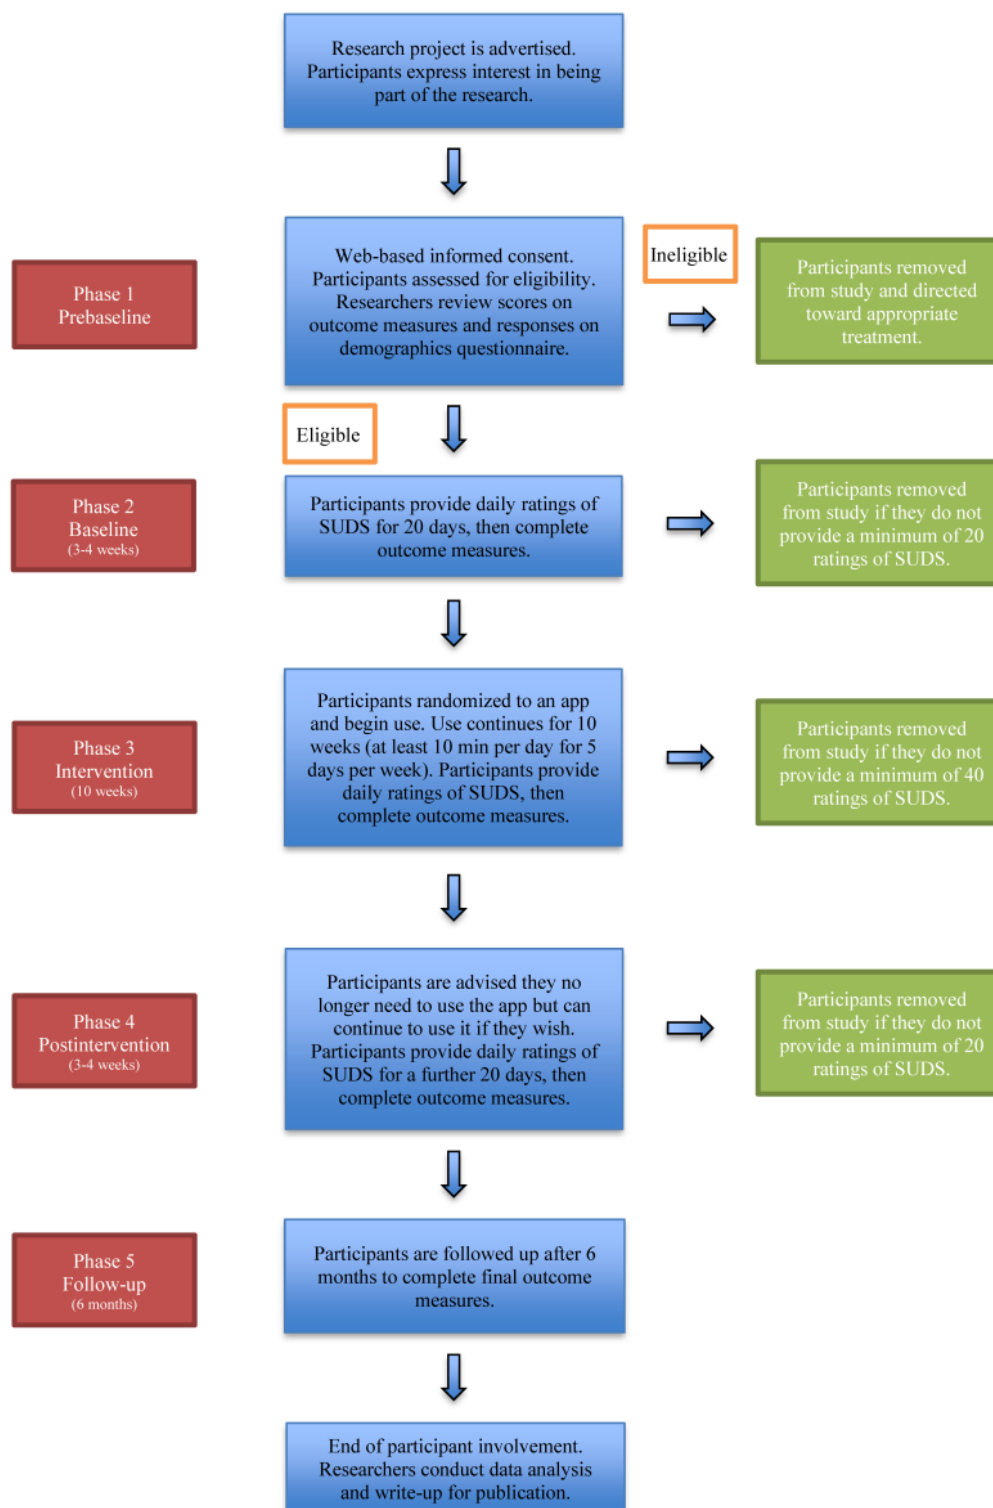 Research project is advertised.
Participants express interest in being
part of the research.
Phase 1
Prebaseline
Web-based informed consent.
Participants assessed for eligibility.
Researchers review scores on
outcome measures and responses on
demographics questionnaire.
Ineligible
Participants removed
from study and directed
toward appropriate
treatment.
Eligible
Phase 2
Baseline
(3-4 weeks)
Participants provide daily ratings of
SUDS for 20 days, then complete
outcome measures.
Participants removed
from study if they do not
provide a minimum of 20
ratings of SUDS.
Phase 3
Intervention
(10 weeks)
Participants randomized to an app
and begin use. Use continues for 10
weeks (at least 10 min per day for 5
days per week). Participants provide
daily ratings of SUDS, then
complete outcome measures.
Participants removed
from study if they do not
provide a minimum of 40
ratings of SUDS.
Phase 4
Postintervention
(3-4 weeks)
Participants are advised they no
longer need to use the app but can
continue to use it if they wish.
Participants provide daily ratings of
SUDS for a further 20 days, then
complete outcome measures.
Participants removed
from study if they do not
provide a minimum of 20
ratings of SUDS.
Phase 5
Follow-up
(6 months)
Participants are followed up after 6
months to complete final outcome
measures.
End of participant involvement.
Researchers conduct data analysis
and write-up for publication.